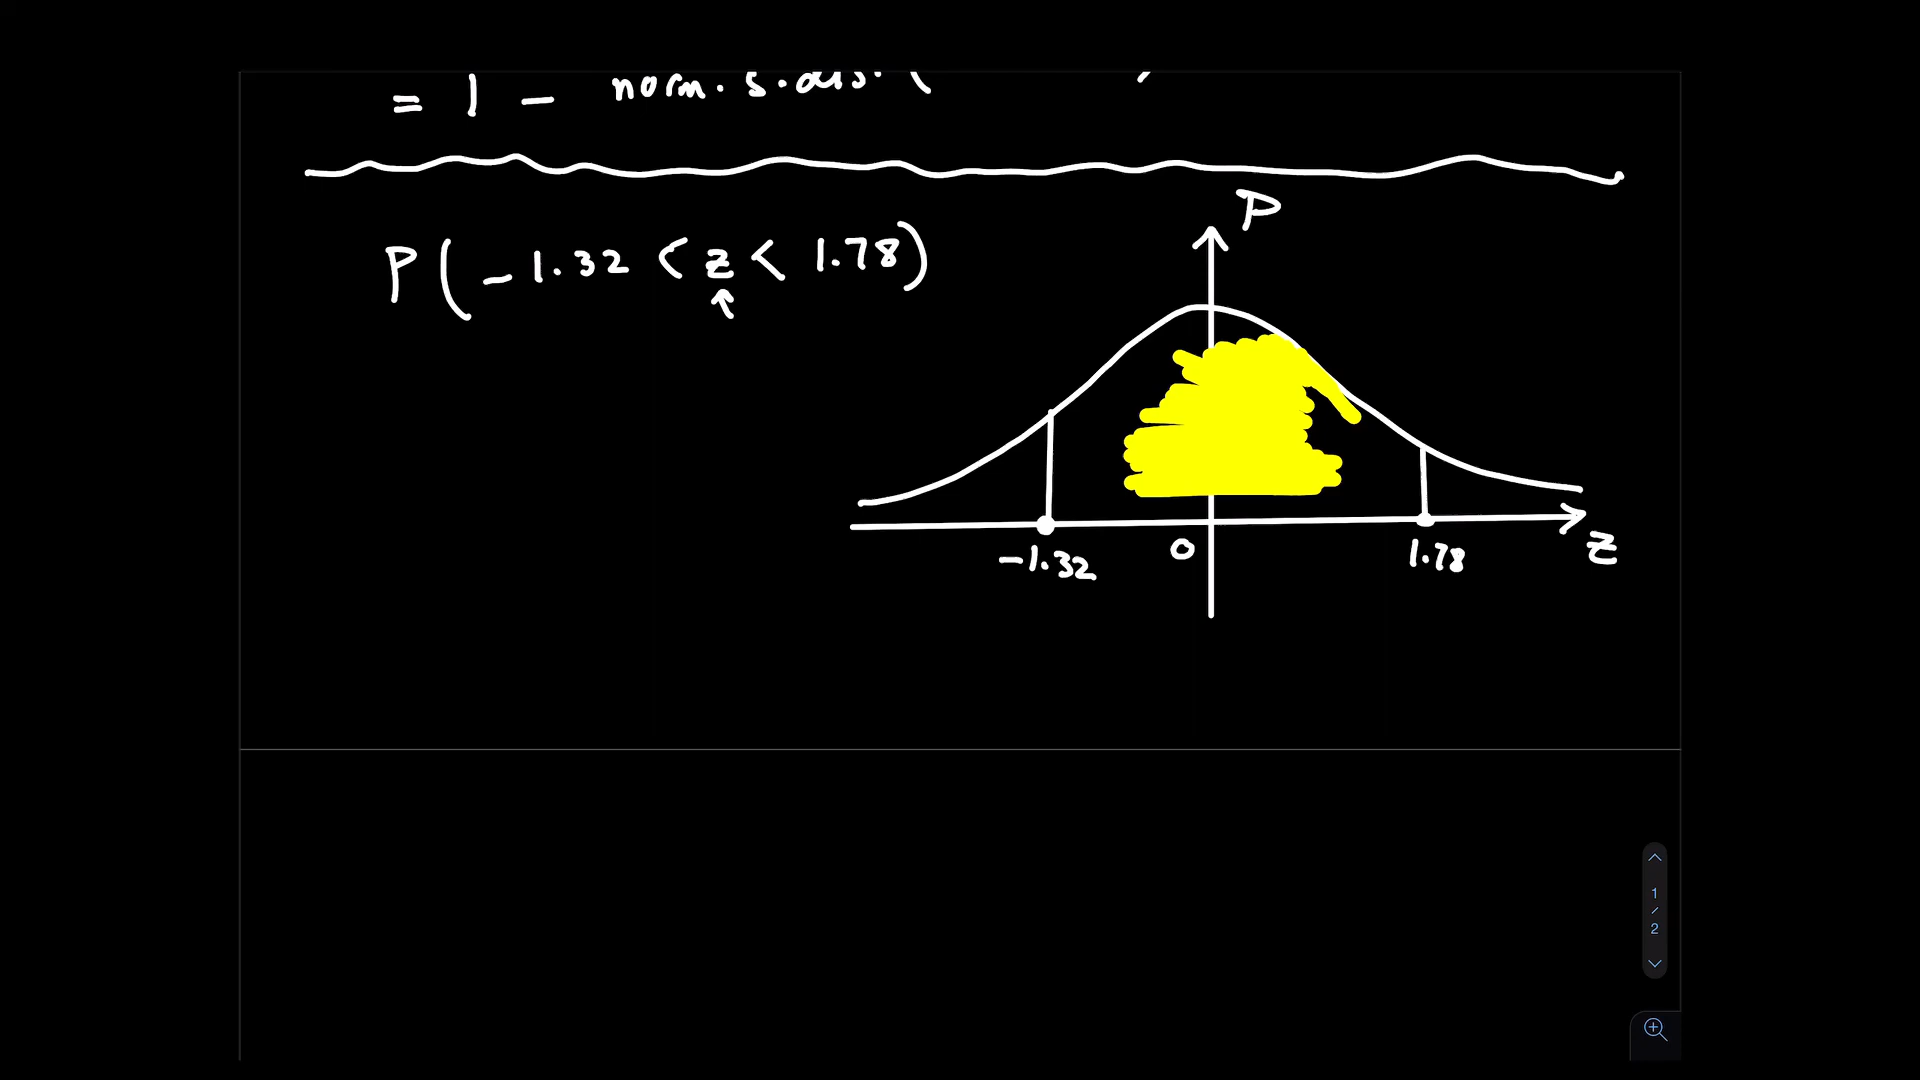 = 1 - norm.s.dis.(
P(-1.32 < z < 1.78)
P
-1.32 0 1.78 z
1
/
2